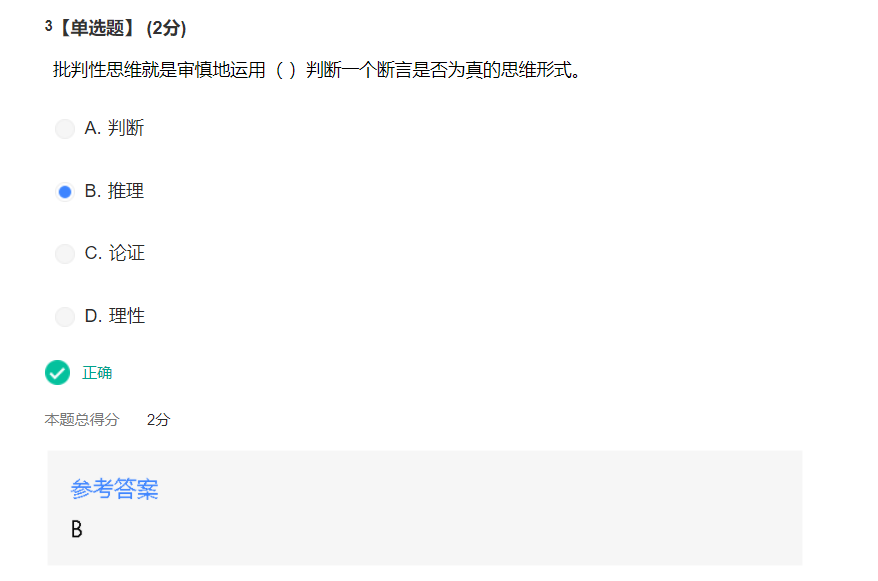 3【单选题】 (2分)
批判性思维就是审慎地运用（ ）判断一个断言是否为真的思维形式。
A. 判断
B. 推理
C. 论证
D. 理性
正确
本题总得分 2分
参考答案
B